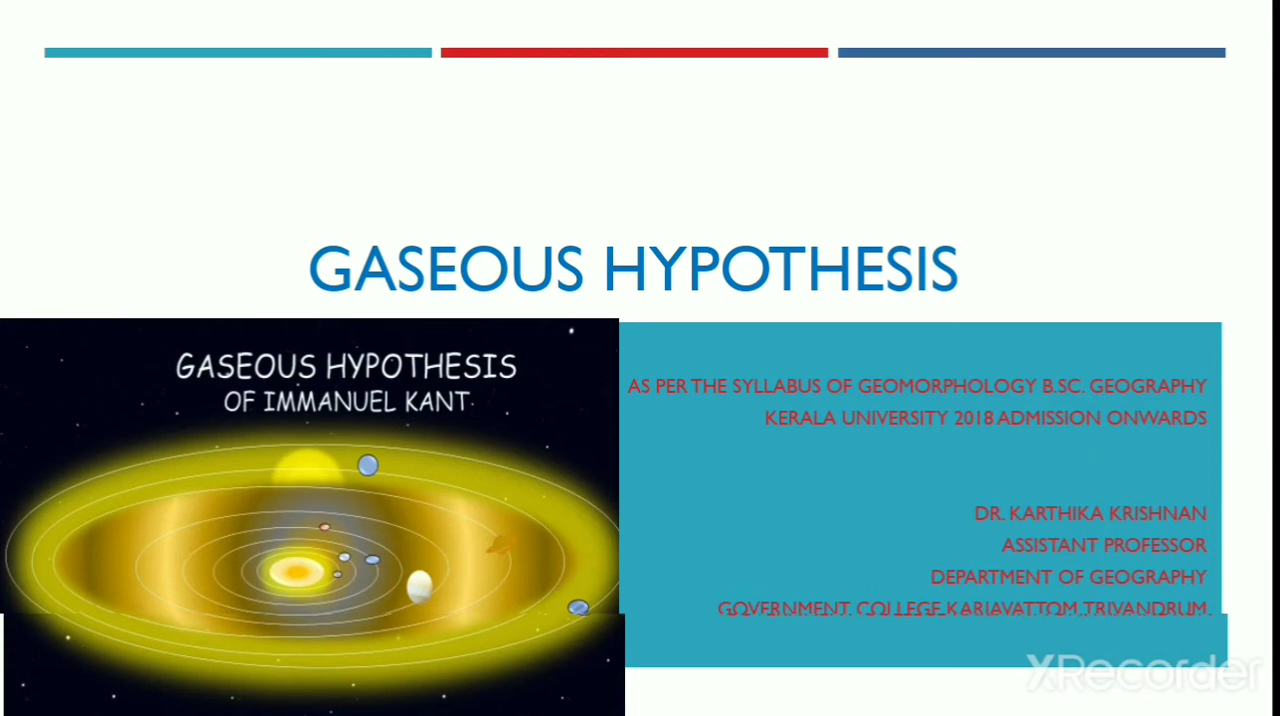 GASEOUS HYPOTHESIS
GASEOUS HYPOTHESIS
OF IMMANUEL KANT
AS PER THE SYLLABUS OF GEOMORPHOLOGY B.SC. GEOGRAPHY
KERALA UNIVERSITY 2018 ADMISSION ONWARDS
DR. KARTHIKA KRISHNAN
ASSISTANT PROFESSOR
DEPARTMENT OF GEOGRAPHY
GOVERNMENT COLLEGE KARIAVATTOM, TRIVANDRUM.
XRecorder